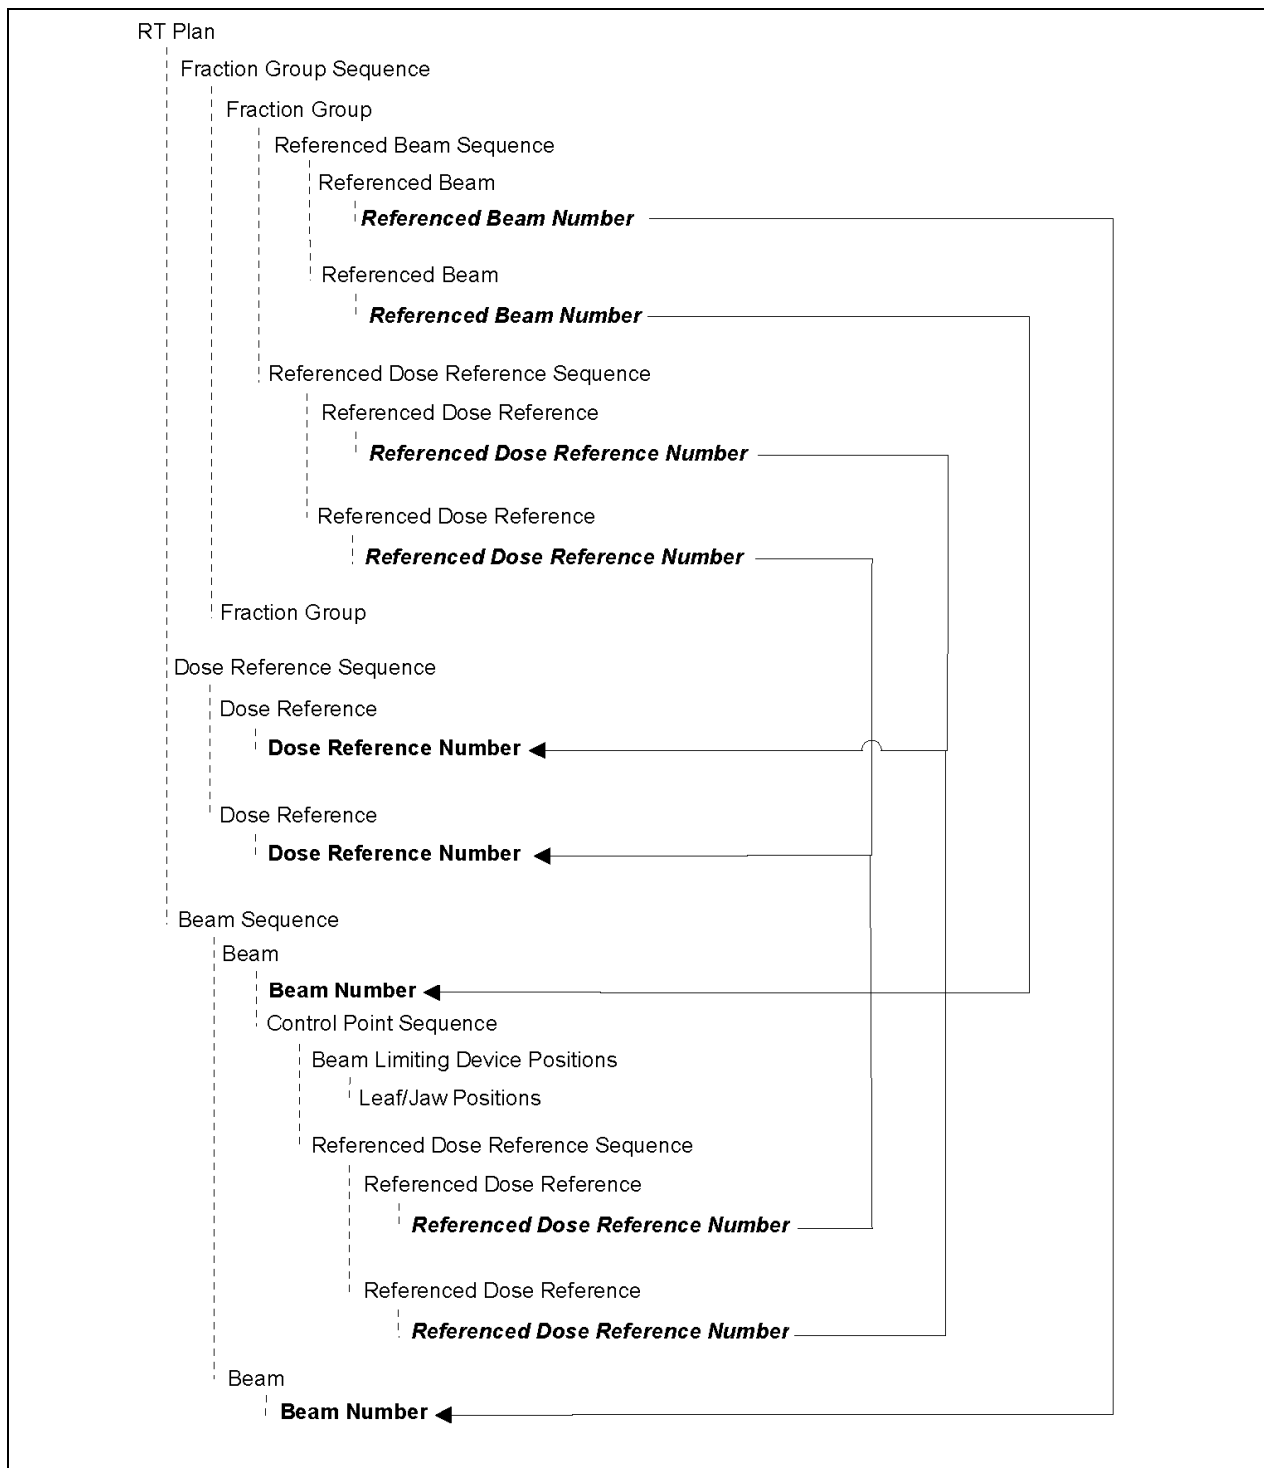 RT Plan
Fraction Group Sequence
Fraction Group
Referenced Beam Sequence
Referenced Beam
Referenced Beam Number
Referenced Beam
Referenced Beam Number
Referenced Dose Reference Sequence
Referenced Dose Reference
Referenced Dose Reference Number
Referenced Dose Reference
Referenced Dose Reference Number
Fraction Group
Dose Reference Sequence
Dose Reference
Dose Reference Number
Dose Reference
Dose Reference Number
Beam Sequence
Beam
Beam Number
Control Point Sequence
Beam Limiting Device Positions
Leaf/Jaw Positions
Referenced Dose Reference Sequence
Referenced Dose Reference
Referenced Dose Reference Number
Referenced Dose Reference
Referenced Dose Reference Number
Beam
Beam Number